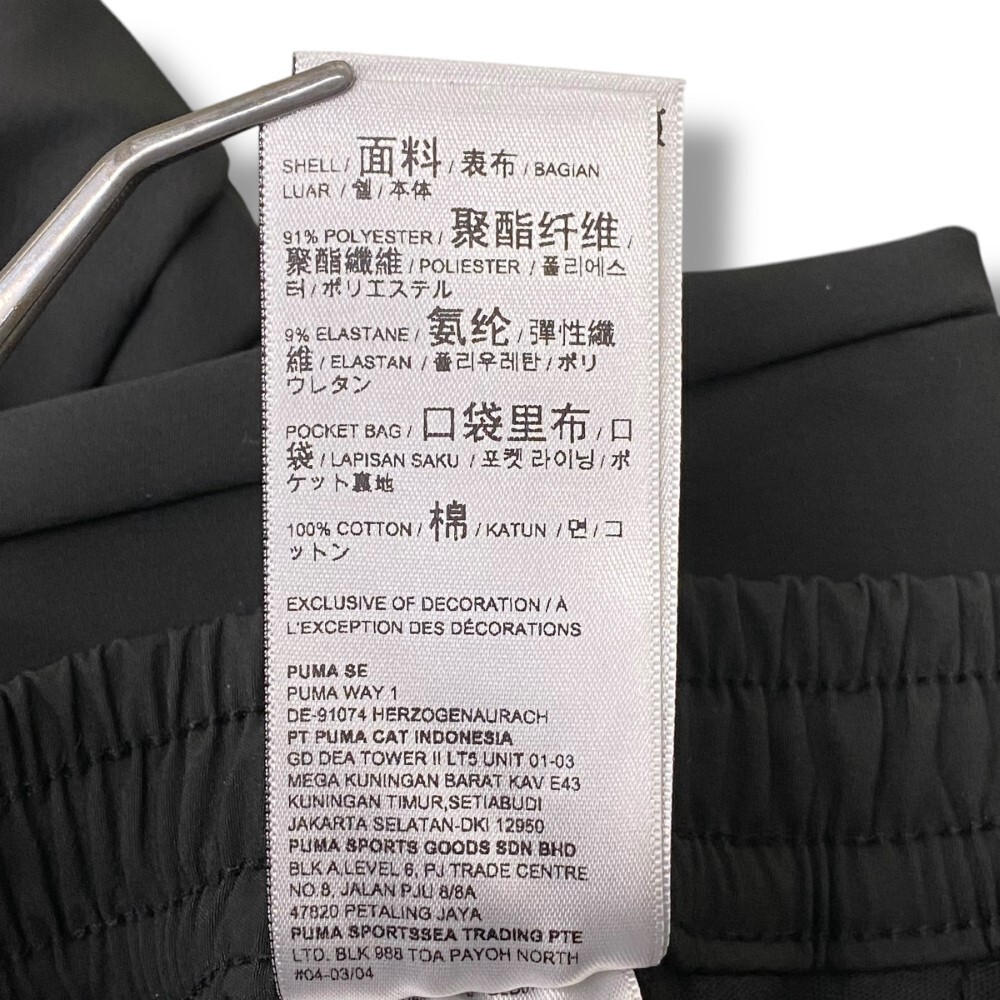 SHELL / 面料 / 表布 / BAGIAN
LUAR / 쉘 / 本体
91% POLYESTER / 聚酯纤维 /
聚酯纖維 / POLIESTER / 폴리에스
터 / ポリエステル
9% ELASTANE / 氨纶 / 彈性纖
維 / ELASTAN / 폴리우레탄 / ポリ
ウレタン
POCKET BAG / 口袋里布 / 口
袋 / LAPISAN SAKU / 포켓 라이닝 / ポ
ケット裏地
100% COTTON / 棉 / KATUN / 면 / コ
ットン
EXCLUSIVE OF DECORATION / À
L'EXCEPTION DES DÉCORATIONS
PUMA SE
PUMA WAY 1
DE-91074 HERZOGENAURACH
PT PUMA CAT INDONESIA
GD DEA TOWER II LT5 UNIT 01-03
MEGA KUNINGAN BARAT KAV E43
KUNINGAN TIMUR,SETIABUDI
JAKARTA SELATAN-DKI 12950
PUMA SPORTS GOODS SDN BHD
BLK A,LEVEL 6, PJ TRADE CENTRE
NO 8, JALAN PJU 8/8A
47820 PETALING JAYA
PUMA SPORTSSEA TRADING PTE
LTD. BLK 988 TOA PAYOH NORTH
#04-03/04